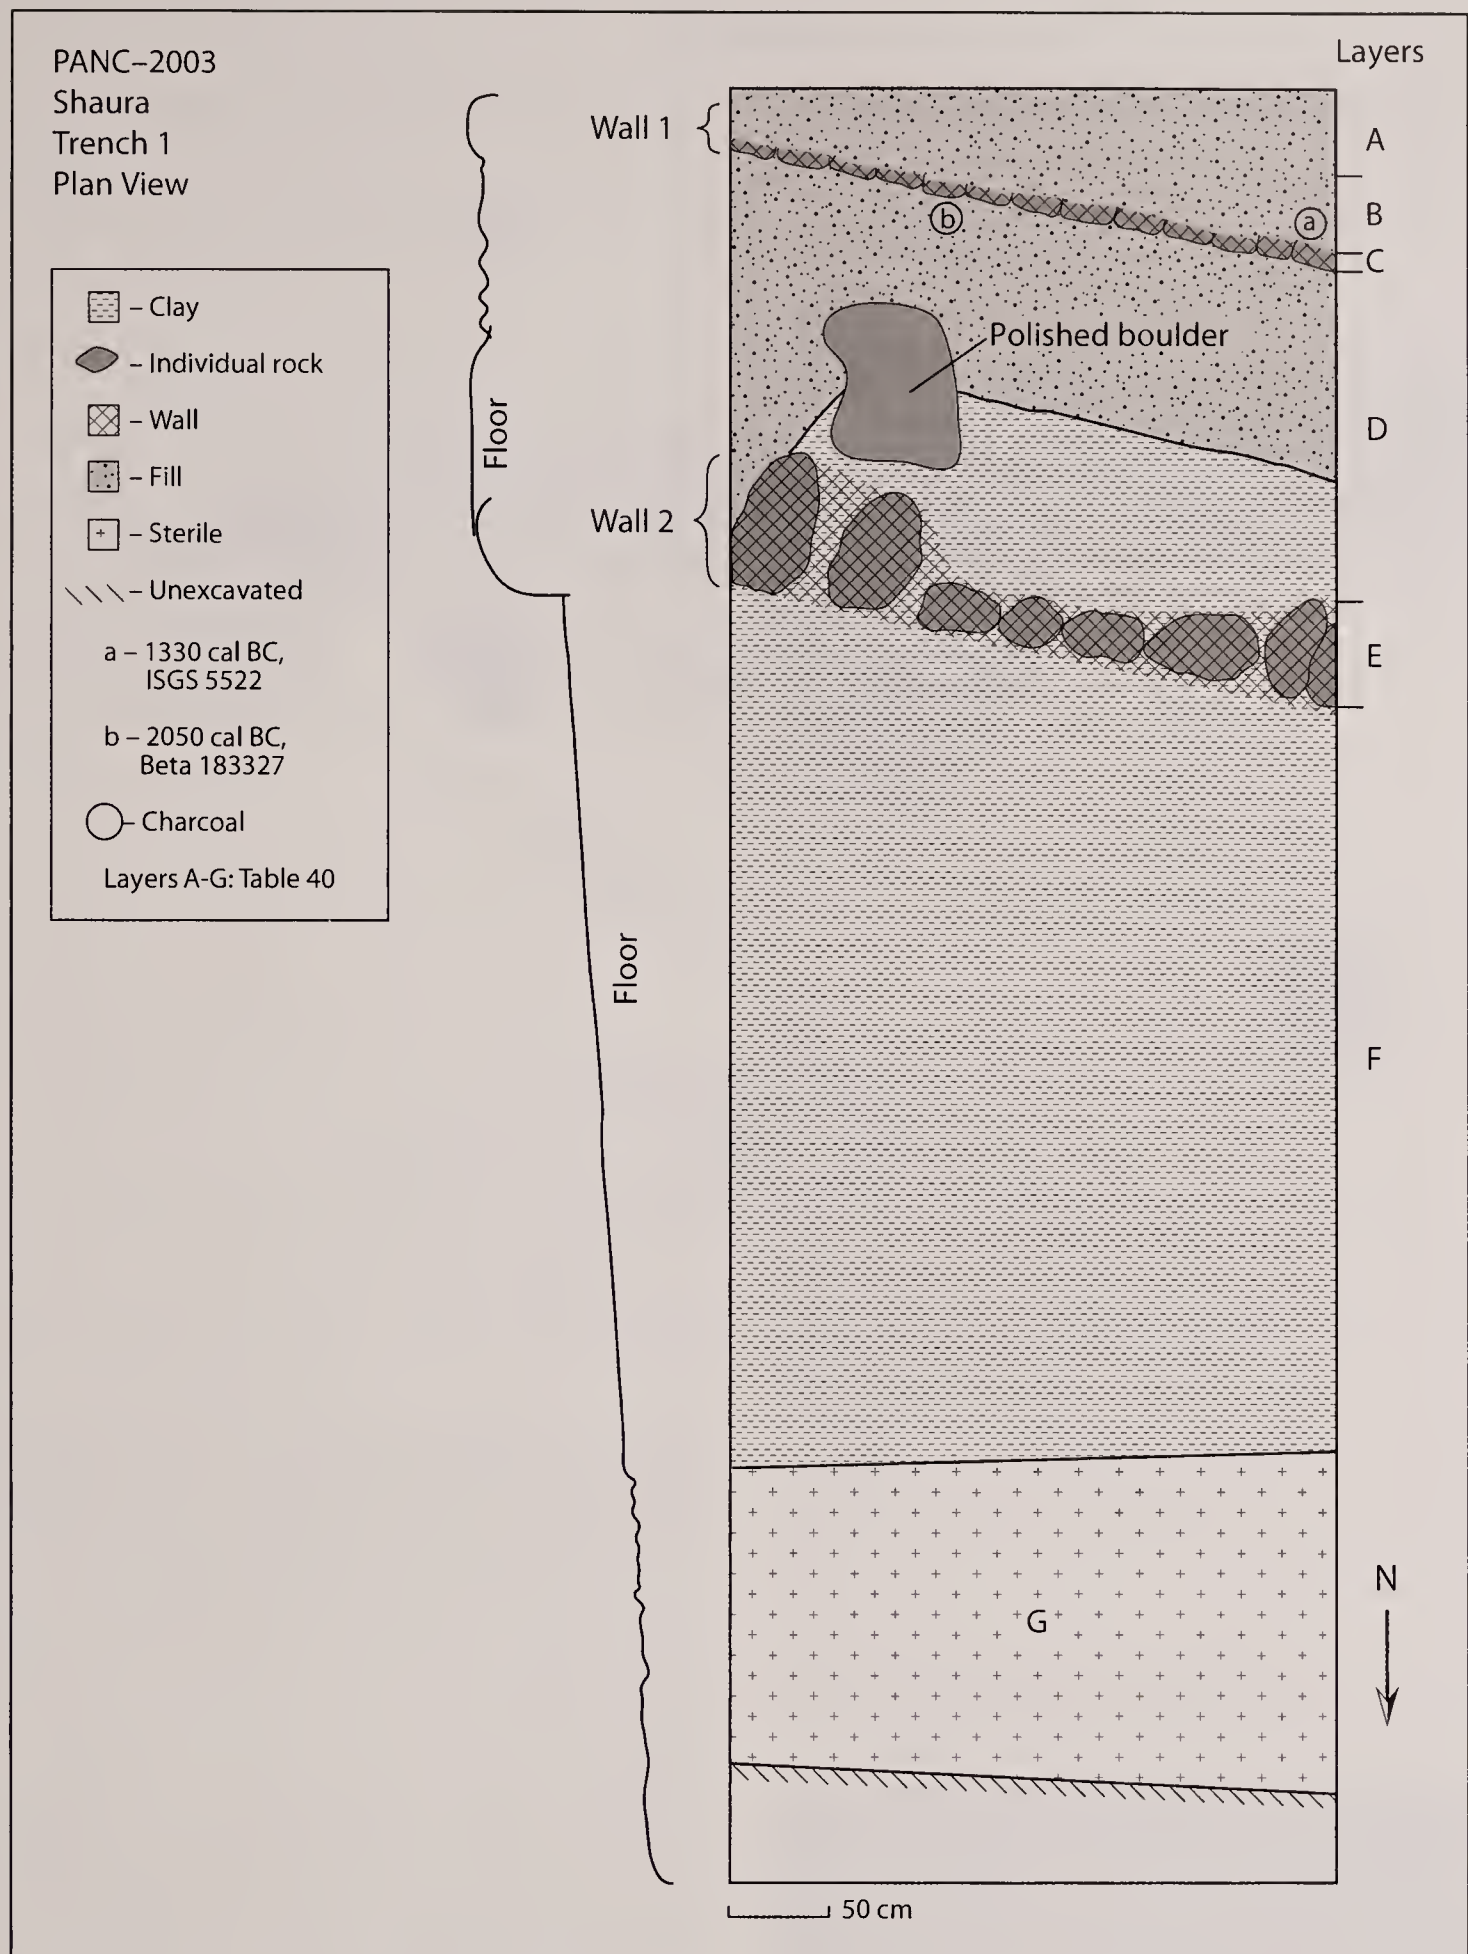 PANC–2003
Shaura
Trench 1
Plan View
Layers
Wall 1
A
B
C
b
a
Polished boulder
D
Floor
Wall 2
E
– Clay
– Individual rock
– Wall
– Fill
– Sterile
– Unexcavated
a – 1330 cal BC,
ISGS 5522
b – 2050 cal BC,
Beta 183327
– Charcoal
Layers A-G: Table 40
Floor
F
G
N
50 cm